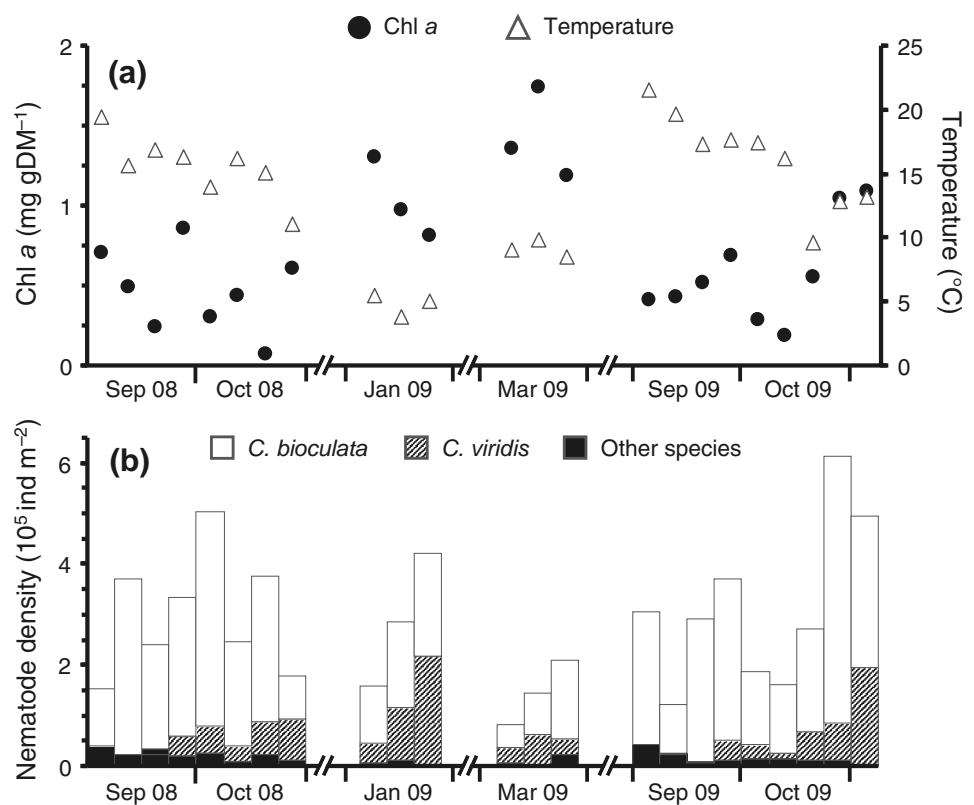 Chl a Temperature
(a)
2
1
0
Chl a (mg gDM⁻¹)
25
20
15
10
5
0
Temperature (°C)
Sep 08 Oct 08 Jan 09 Mar 09 Sep 09 Oct 09
(b)
C. bioculata C. viridis Other species
6
4
2
0
Nematode density (10⁵ ind m⁻²)
Sep 08 Oct 08 Jan 09 Mar 09 Sep 09 Oct 09